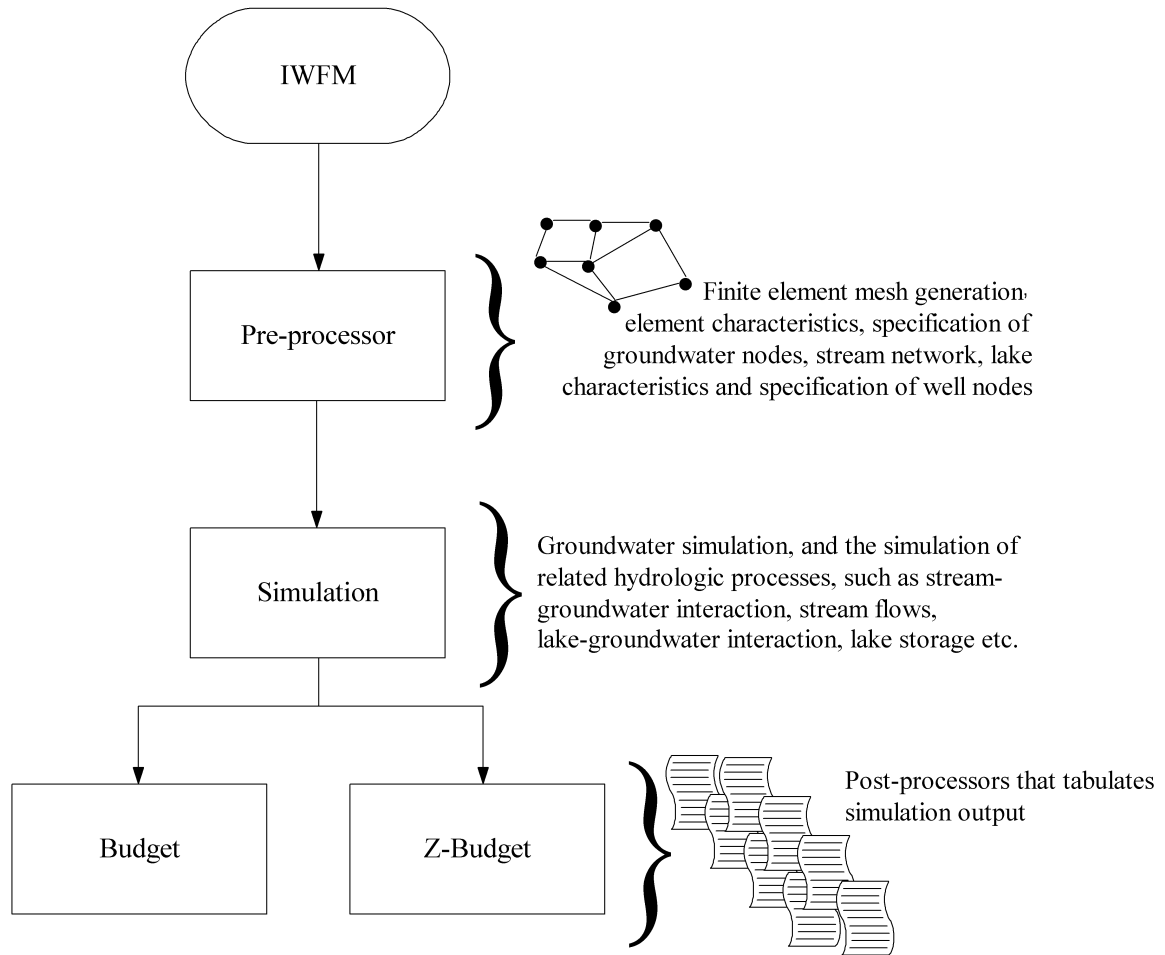 IWFM
Pre-processor
Finite element mesh generation,
element characteristics, specification of
groundwater nodes, stream network, lake
characteristics and specification of well nodes
Simulation
Groundwater simulation, and the simulation of
related hydrologic processes, such as stream-
groundwater interaction, stream flows,
lake-groundwater interaction, lake storage etc.
Budget
Z-Budget
Post-processors that tabulates
simulation output